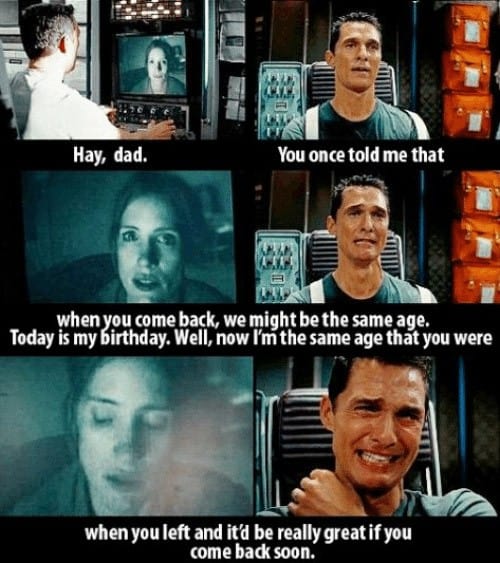 Hay, dad.
You once told me that
when you come back, we might be the same age.
Today is my birthday. Well, now I'm the same age that you were
when you left and it'd be really great if you
come back soon.